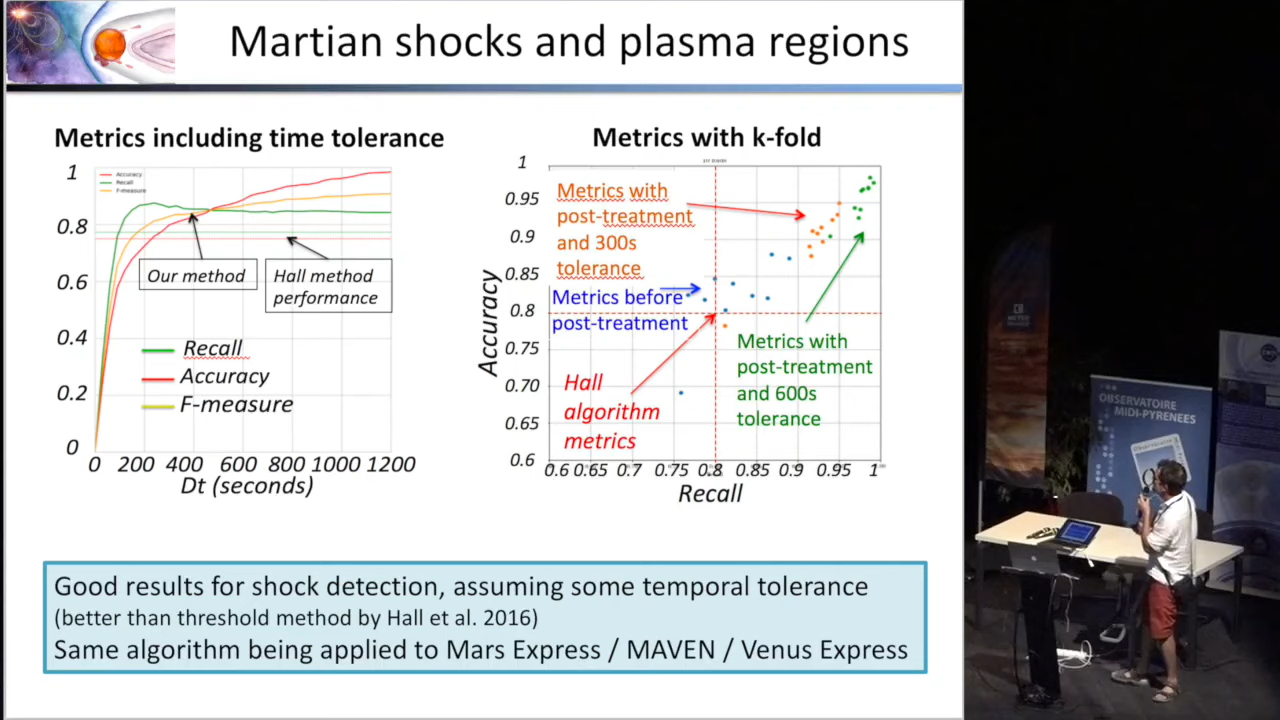 Martian shocks and plasma regions
Metrics including time tolerance
1
0.8
0.6
0.4
0.2
0
Accuracy
Recall
F-measure
Our method
Hall method
performance
Recall
Accuracy
F-measure
0 200 400 600 800 1000 1200
Dt (seconds)
Metrics with k-fold
1
0.95
0.9
0.85
0.8
0.75
0.70
0.65
0.6
Accuracy
Metrics with
post-treatment
and 300s
tolerance
Metrics before
post-treatment
Hall
algorithm
metrics
Metrics with
post-treatment
and 600s
tolerance
0.6 0.65 0.7 0.75 0.8 0.85 0.9 0.95 1
Recall
Good results for shock detection, assuming some temporal tolerance
(better than threshold method by Hall et al. 2016)
Same algorithm being applied to Mars Express / MAVEN / Venus Express
OBSERVATOIRE
MIDI-PYRENEES